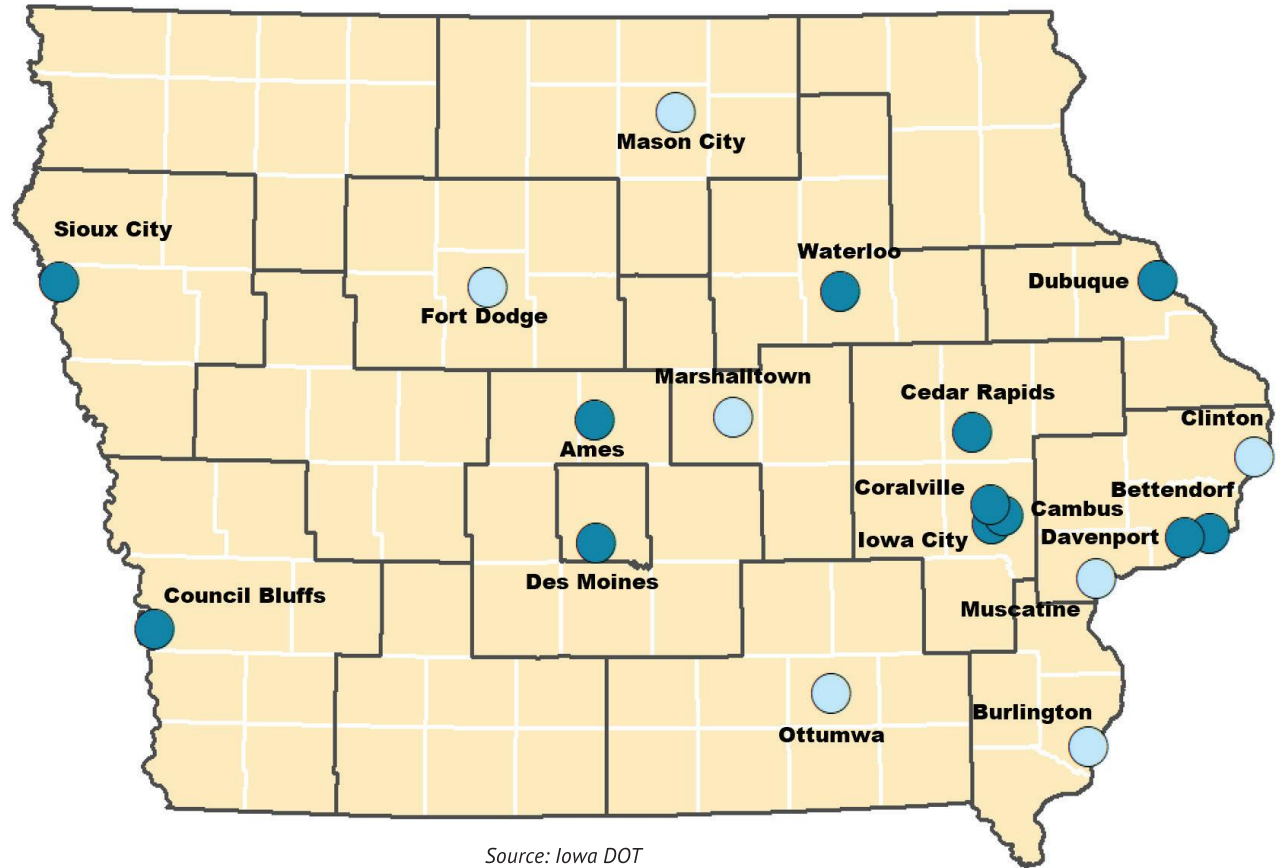 Mason City
Sioux City
Waterloo
Dubuque
Fort Dodge
Marshalltown
Cedar Rapids
Clinton
Ames
Coralville
Bettendorf
Cambus
Iowa City
Davenport
Des Moines
Council Bluffs
Muscatine
Burlington
Ottumwa
Source: Iowa DOT